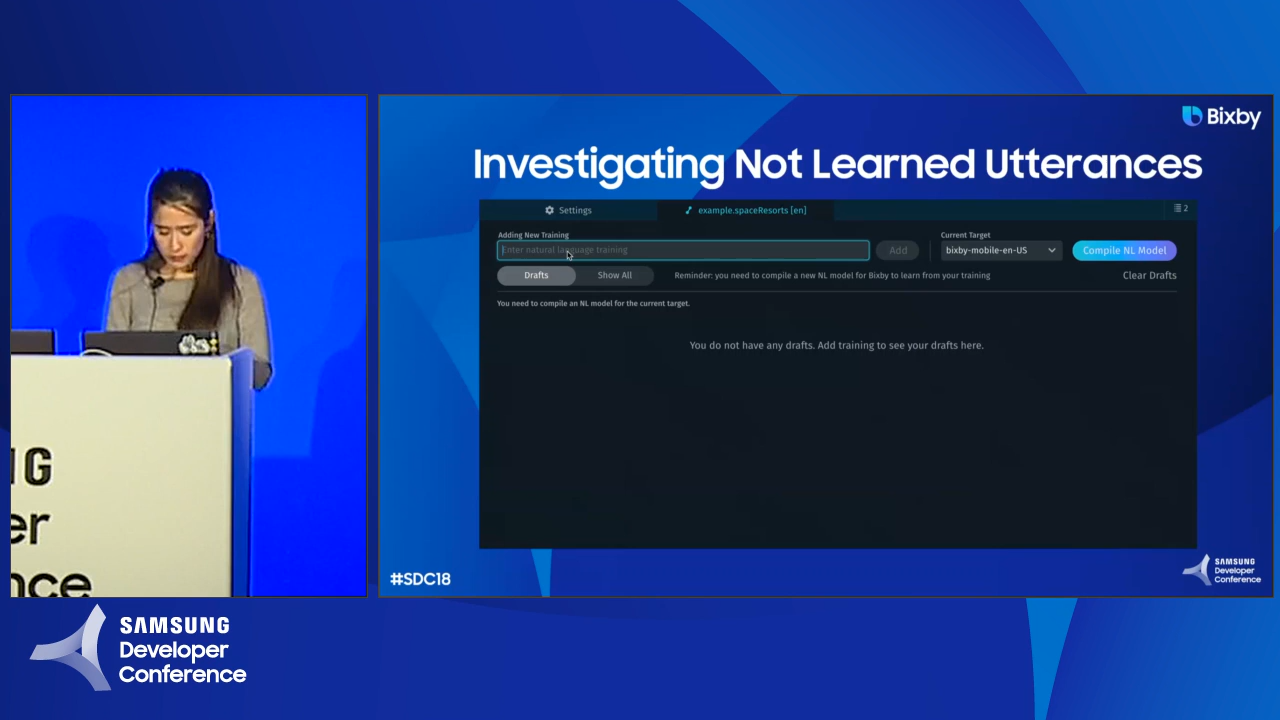 Bixby
Investigating Not Learned Utterances
Settings
example.spaceResorts [en]
2
Adding New Training
Current Target
Enter natural language training
Add
bixby-mobile-en-US
Compile NL Model
Drafts
Show All
Reminder: you need to compile a new NL model for Bixby to learn from your training
Clear Drafts
You need to compile an NL model for the current target.
You do not have any drafts. Add training to see your drafts here.
NG
er
nce
#SDC18
SAMSUNG
Developer
Conference
SAMSUNG
Developer
Conference